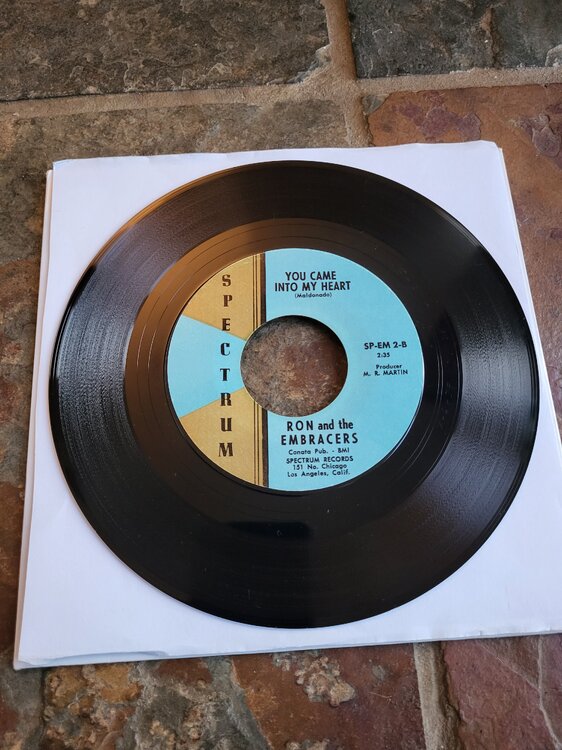 SPECTRUM
YOU CAME
INTO MY HEART
(Maldonado)
SP-EM 2-B
2:35
Producer
M. R. MARTIN
RON and the
EMBRACERS
Conata Pub. - BMI
SPECTRUM RECORDS
151 No. Chicago
Los Angeles, Calif.